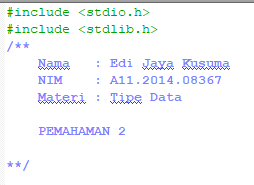 #include <stdio.h>
#include <stdlib.h>
/**
Nama : Edi Jaya Kusuma
NIM : A11.2014.08367
Materi : Tipe Data
PEMAHAMAN 2
**/